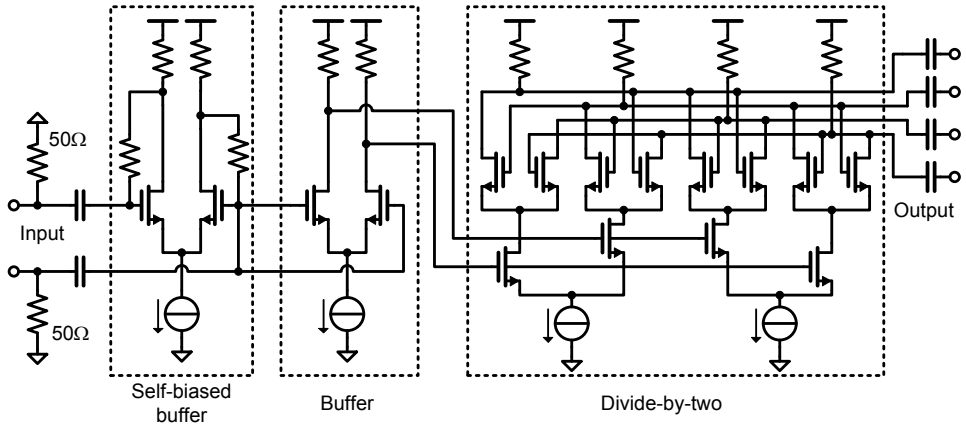 50Ω
Input
50Ω
Output
Self-biased
buffer
Buffer
Divide-by-two